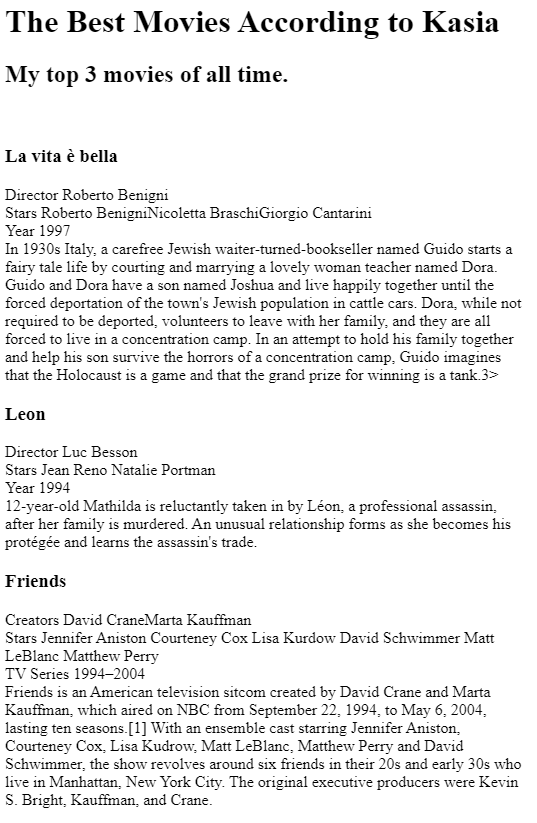 The Best Movies According to Kasia
My top 3 movies of all time.
La vita è bella
Director Roberto Benigni
Stars Roberto BenigniNicoletta BraschiGiorgio Cantarini
Year 1997
In 1930s Italy, a carefree Jewish waiter-turned-bookseller named Guido starts a
fairy tale life by courting and marrying a lovely woman teacher named Dora.
Guido and Dora have a son named Joshua and live happily together until the
forced deportation of the town's Jewish population in cattle cars. Dora, while not
required to be deported, volunteers to leave with her family, and they are all
forced to live in a concentration camp. In an attempt to hold his family together
and help his son survive the horrors of a concentration camp, Guido imagines
that the Holocaust is a game and that the grand prize for winning is a tank.3>
Leon
Director Luc Besson
Stars Jean Reno Natalie Portman
Year 1994
12-year-old Mathilda is reluctantly taken in by Léon, a professional assassin,
after her family is murdered. An unusual relationship forms as she becomes his
protégée and learns the assassin's trade.
Friends
Creators David CraneMarta Kauffman
Stars Jennifer Aniston Courteney Cox Lisa Kurdow David Schwimmer Matt
LeBlanc Matthew Perry
TV Series 1994–2004
Friends is an American television sitcom created by David Crane and Marta
Kauffman, which aired on NBC from September 22, 1994, to May 6, 2004,
lasting ten seasons.[1] With an ensemble cast starring Jennifer Aniston,
Courteney Cox, Lisa Kudrow, Matt LeBlanc, Matthew Perry and David
Schwimmer, the show revolves around six friends in their 20s and early 30s who
live in Manhattan, New York City. The original executive producers were Kevin
S. Bright, Kauffman, and Crane.